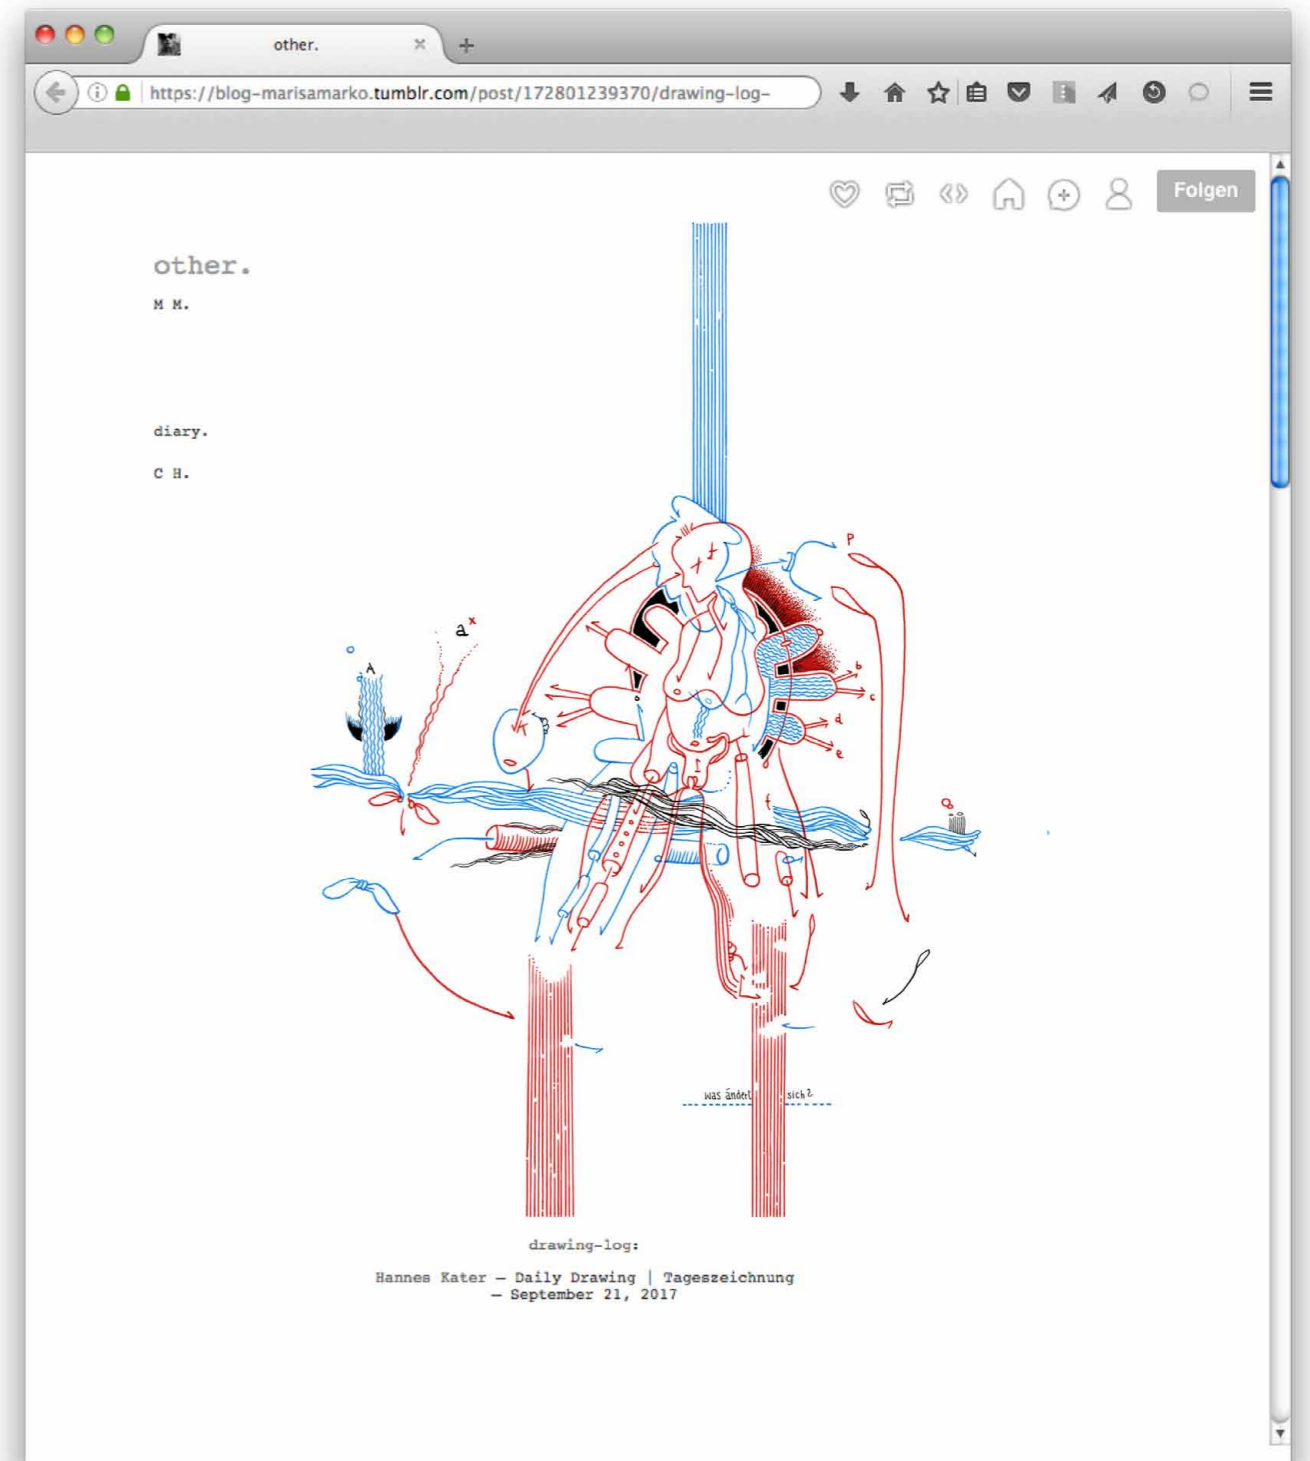 other.
https://blog-marisamarko.tumblr.com/post/172801239370/drawing-log-
Folgen
other.
M M.
diary.
C H.
P
a x
A
b
c
K
d
e
I
f
was ändert sich?
drawing-log:
Hannes Kater — Daily Drawing | Tageszeichnung
— September 21, 2017